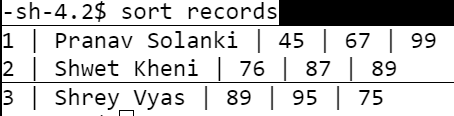 -sh-4.2$ sort records
1 | Pranav Solanki | 45 | 67 | 99
2 | Shwet Kheni | 76 | 87 | 89
3 | Shrey Vyas | 89 | 95 | 75